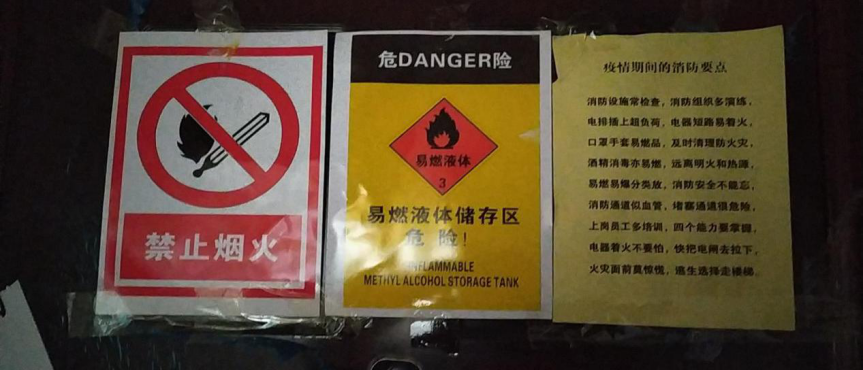 禁止烟火
危DANGER险
易燃液体
3
易燃液体储存区
危 险！
INFLAMMABLE
METHYL ALCOHOL STORAGE TANK
疫情期间的消防要点
消防设施常检查，消防组织多演练，
电排插上超负荷，电器短路易着火，
口罩手套易燃品，及时清理防火灾，
酒精消毒亦易燃，远离明火和热源，
易燃易爆分类放，消防安全不能忘，
消防通道似血管，堵塞通道很危险，
上岗员工多培训，四个能力要掌握，
电器着火不要怕，快把电闸去拉下，
火灾面前莫惊慌，逃生选择走楼梯。